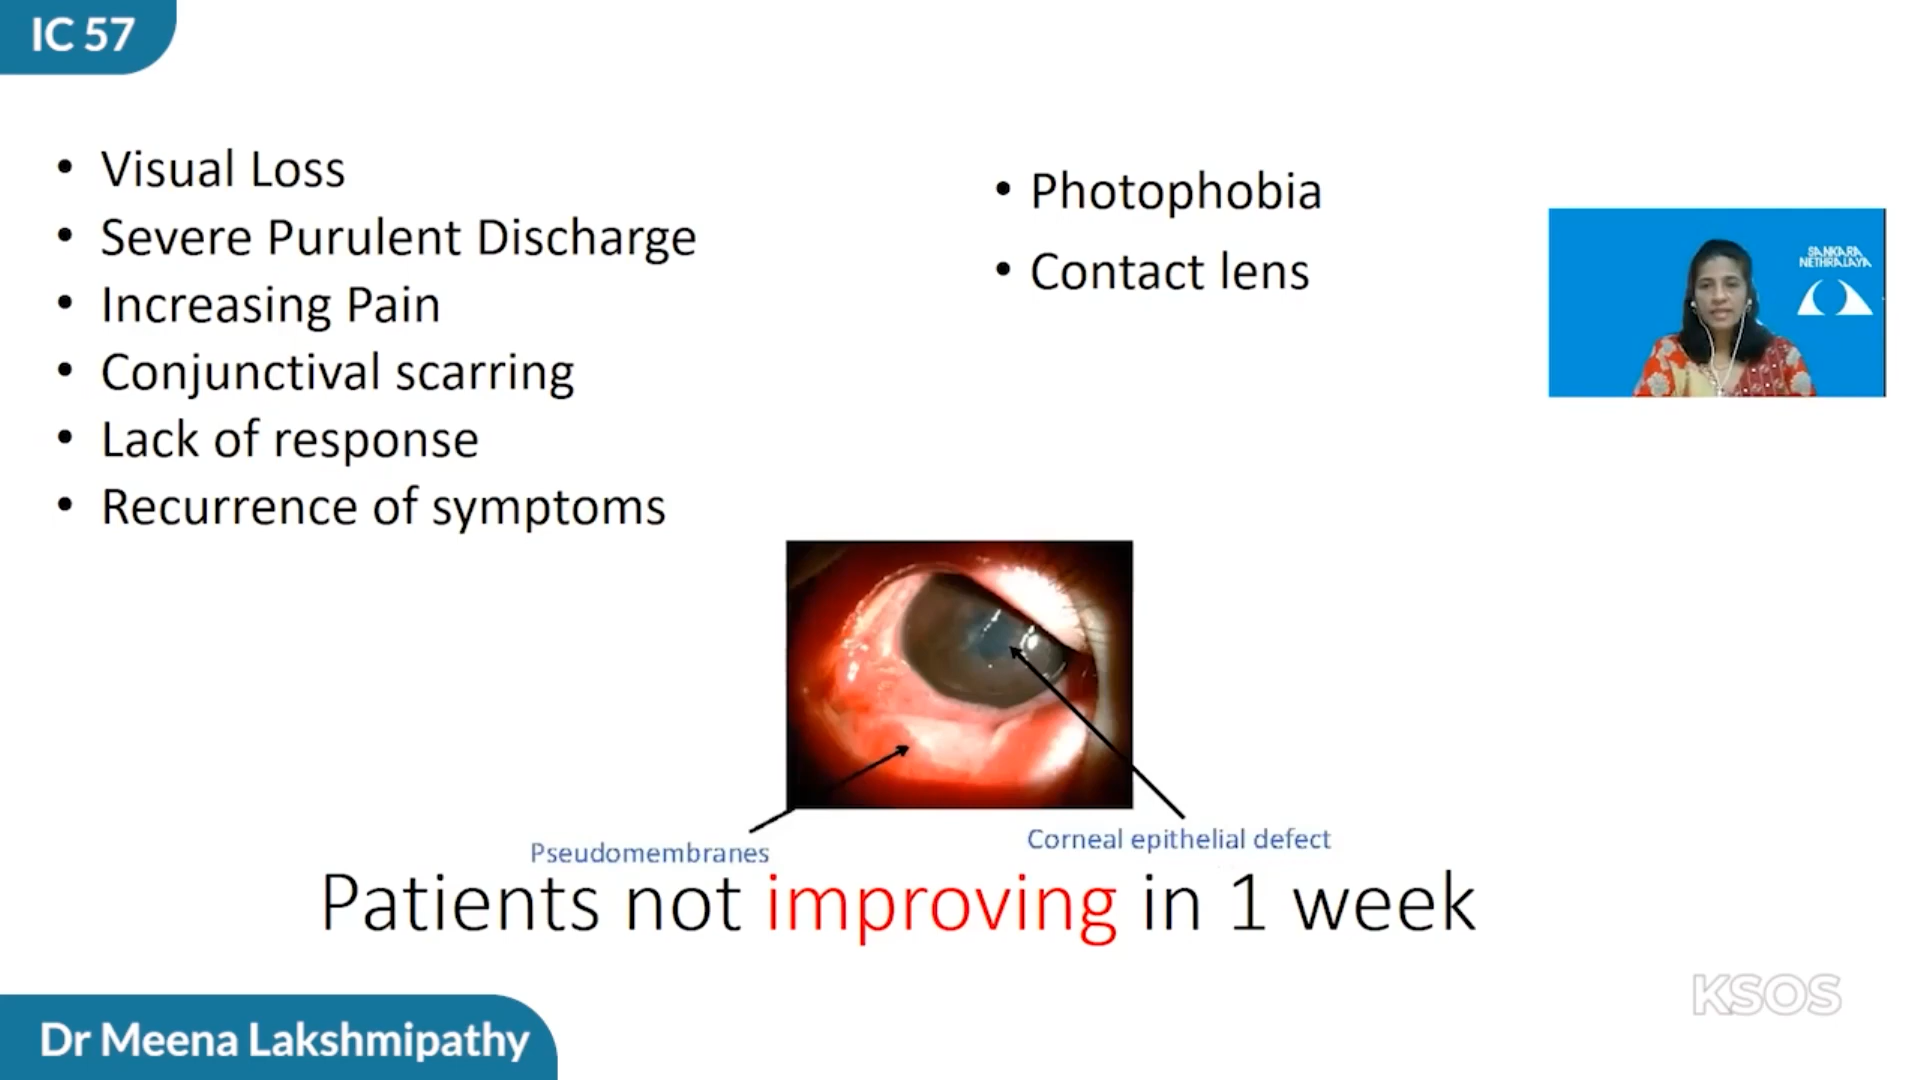 IC 57
• Visual Loss
• Severe Purulent Discharge
• Increasing Pain
• Conjunctival scarring
• Lack of response
• Recurrence of symptoms
• Photophobia
• Contact lens
SANKARA
NETHRALAYA
Pseudomembranes
Corneal epithelial defect
Patients not improving in 1 week
KSOS
Dr Meena Lakshmipathy